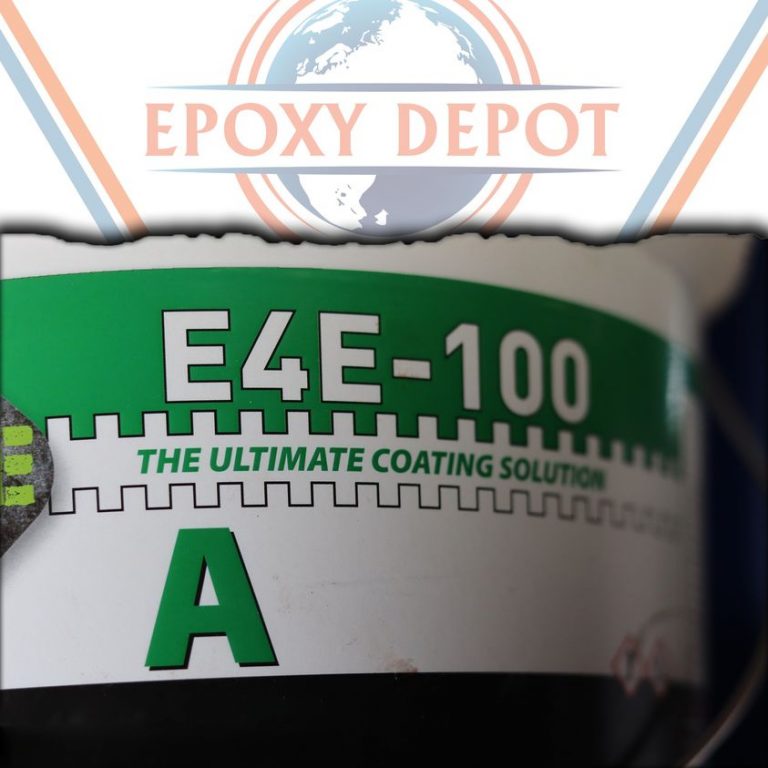 EPOXY DEPOT
E4E-100
THE ULTIMATE COATING SOLUTION
E
A